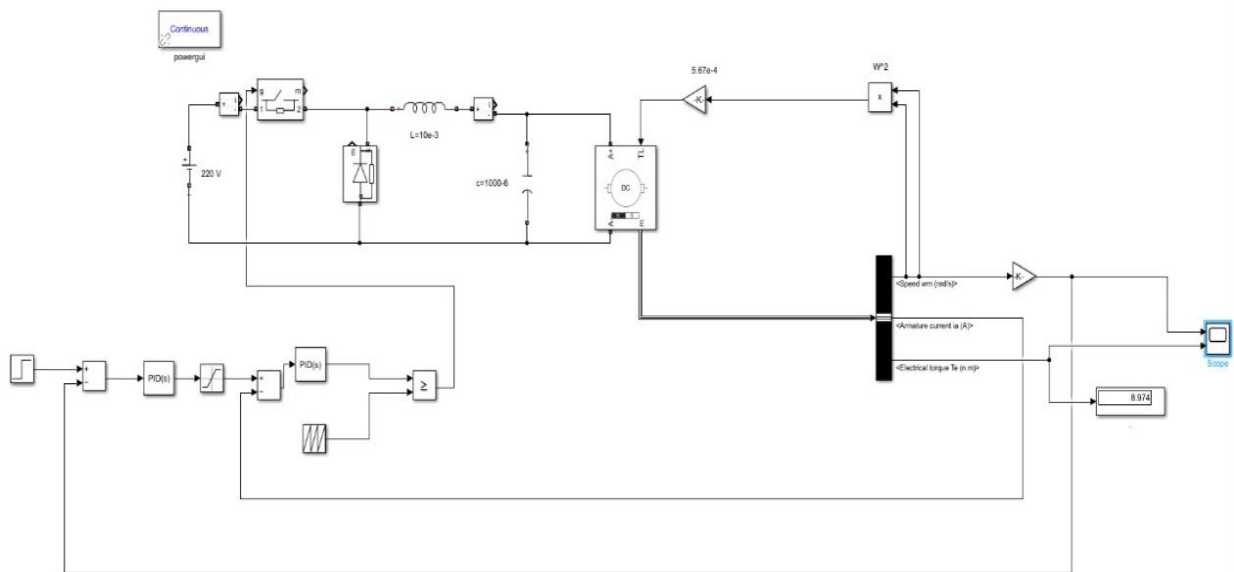 Continuous
powergui
5.67e-4
W^2
-K-
x
g
m
1
2
i
-
+
i
-
+
L=10e-3
m
220 V
+
c=1000-6
A+
TL
DC
A-
E
<Speed wm (rad/s)>
-K-
<Armature current ia (A)>
<Electrical torque Te (n m)>
Scope
8.974
+
-
PID(s)
+
-
PID(s)
≥